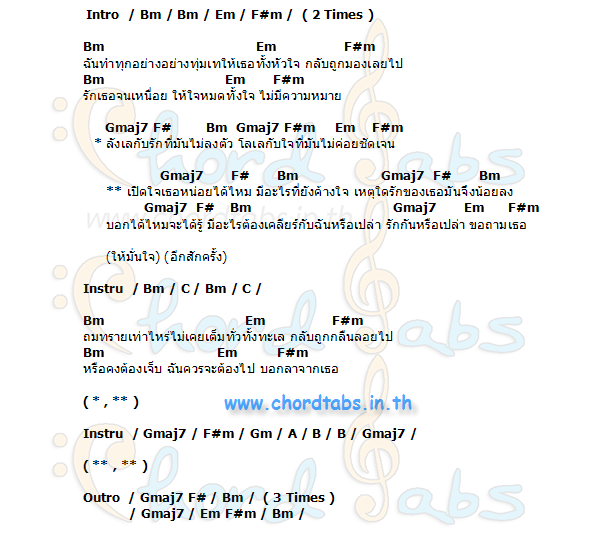 Intro / Bm / Bm / Em / F#m / ( 2 Times )
Bm Em F#m
ฉันทำทุกอย่างอย่างทุ่มเทให้เธอทั้งหัวใจ กลับถูกมองเลยไป
Bm Em F#m
รักเธอจนเหนื่อย ให้ใจหมดทั้งใจ ไม่มีความหมาย
Gmaj7 F# Bm Gmaj7 F#m Em F#m
* ลังเลกับรักที่มันไม่ลงตัว โลเลกับใจที่มันไม่ค่อยชัดเจน
Gmaj7 F# Bm Gmaj7 F# Bm
** เปิดใจเธอหน่อยได้ไหม มีอะไรที่ยังค้างใจ เหตุใดรักของเธอมันจึงน้อยลง
Gmaj7 F# Bm Gmaj7 Em F#m
บอกได้ไหมจะได้รู้ มีอะไรต้องเคลียร์กับฉันหรือเปล่า รักกันหรือเปล่า ขอถามเธอ
(ให้มั่นใจ) (อีกสักครั้ง)
Instru / Bm / C / Bm / C /
Bm Em F#m
ถมทรายเท่าไหร่ไม่เคยเต็มทั่วทั้งทะเล กลับถูกกลืนลอยไป
Bm Em F#m
หรือคงต้องเจ็บ ฉันควรจะต้องไป บอกลาจากเธอ
( * , ** )
www.chordtabs.in.th
Instru / Gmaj7 / F#m / Gm / A / B / B / Gmaj7 /
( ** , ** )
Outro / Gmaj7 F# / Bm / ( 3 Times )
/ Gmaj7 / Em F#m / Bm /